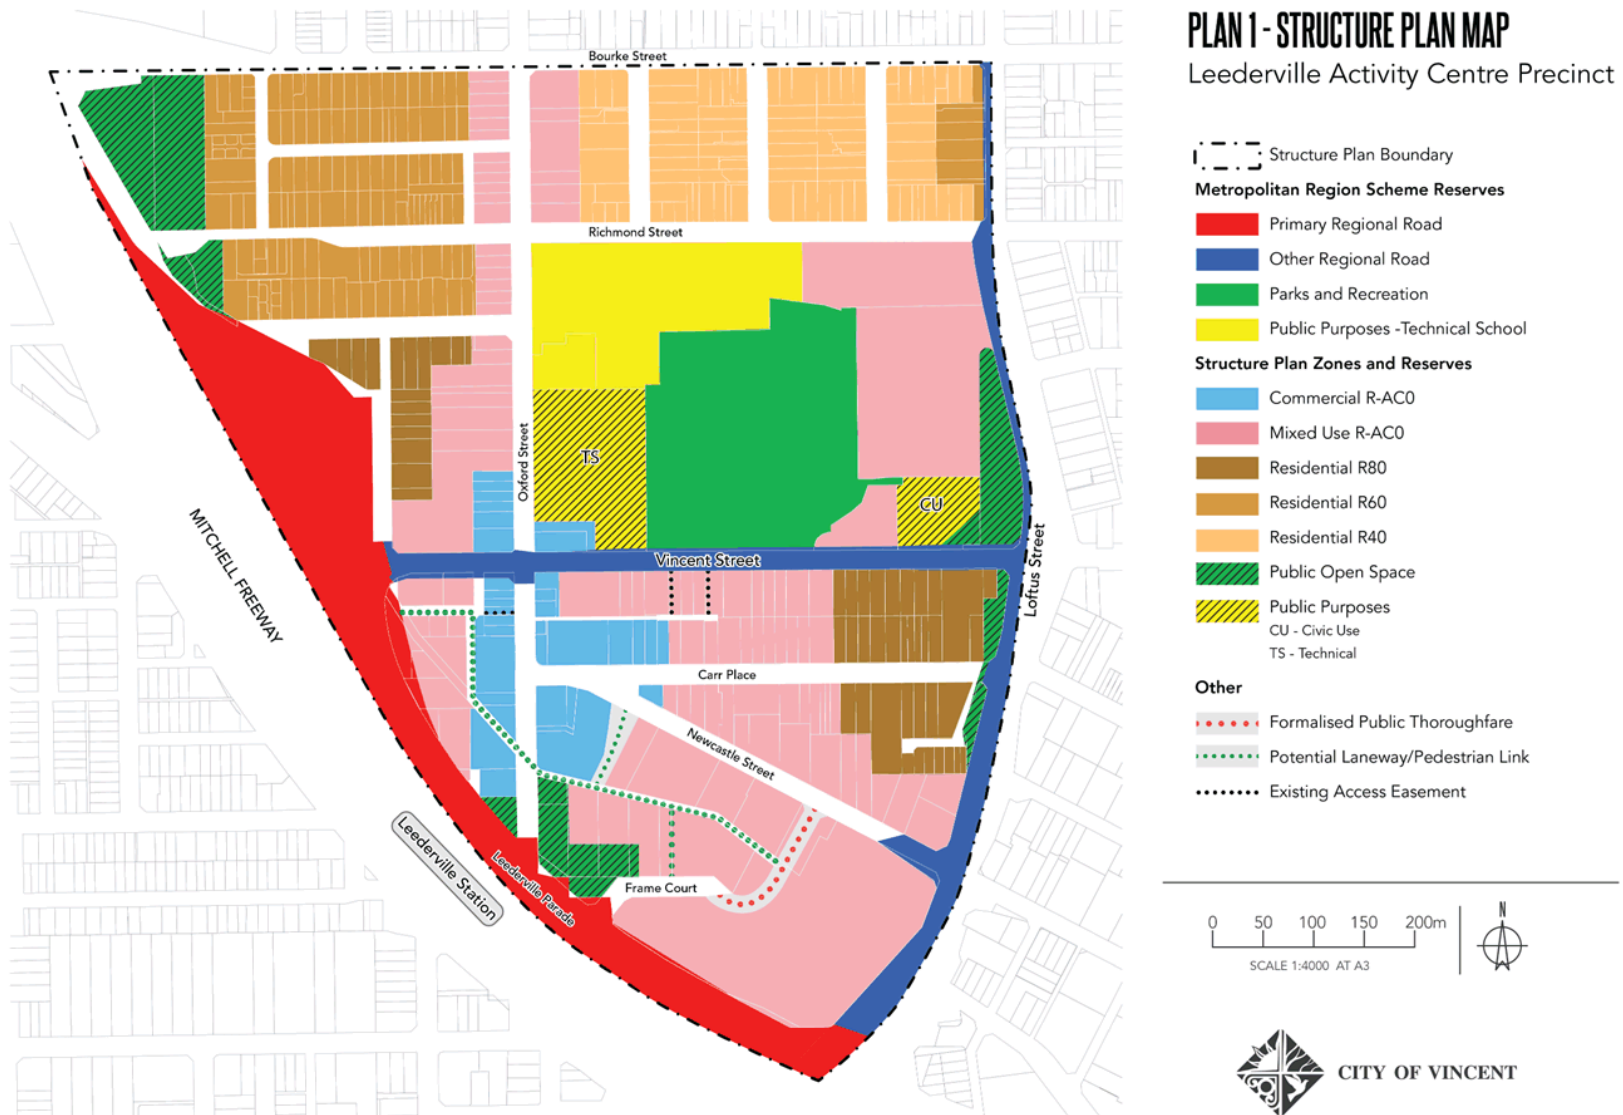 PLAN 1 - STRUCTURE PLAN MAP
Leederville Activity Centre Precinct
Structure Plan Boundary
Metropolitan Region Scheme Reserves
Primary Regional Road
Other Regional Road
Parks and Recreation
Public Purposes -Technical School
Structure Plan Zones and Reserves
Commercial R-AC0
Mixed Use R-AC0
Residential R80
Residential R60
Residential R40
Public Open Space
Public Purposes
CU - Civic Use
TS - Technical
Other
Formalised Public Thoroughfare
Potential Laneway/Pedestrian Link
Existing Access Easement
0 50 100 150 200m
SCALE 1:4000 AT A3
N
CITY OF VINCENT
Bourke Street
Richmond Street
Oxford Street
TS
CU
Vincent Street
Loftus Street
MITCHELL FREEWAY
Carr Place
Newcastle Street
Leederville Station
Leederville Parade
Frame Court